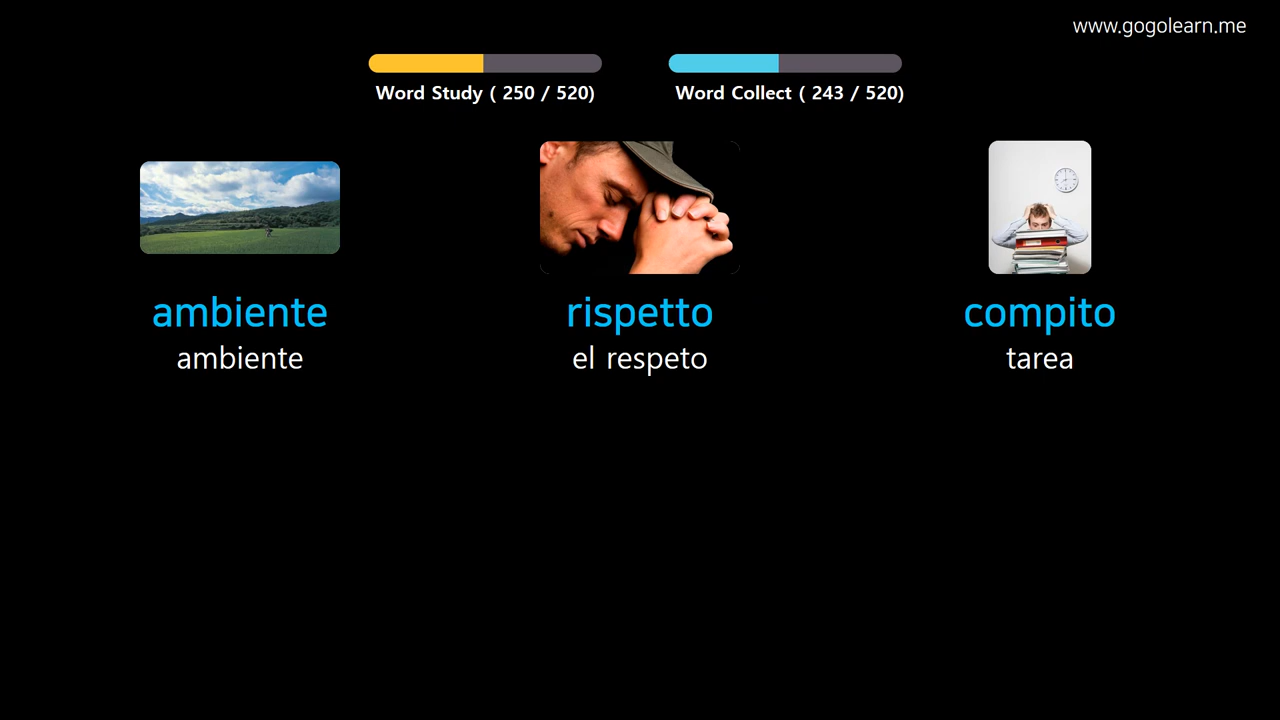 www.gogolearn.me
Word Study ( 250 / 520)
Word Collect ( 243 / 520)
ambiente
ambiente
rispetto
el respeto
compito
tarea